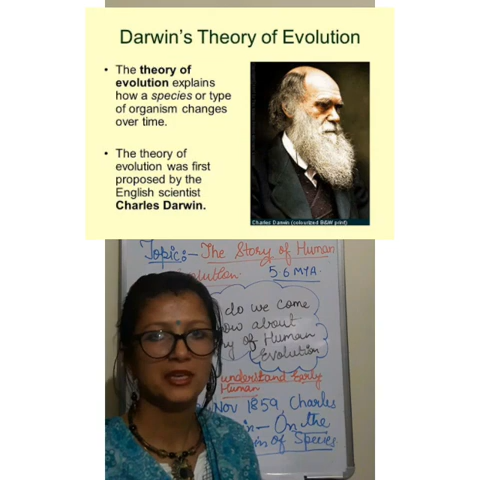 Darwin's Theory of Evolution
• The theory of
evolution explains
how a species or type
of organism changes
over time.
• The theory of
evolution was first
proposed by the
English scientist
Charles Darwin.
Charles Darwin (colourized B&W print)
Topic:- The Story of Human
5.6 MYA.
do we come
about
of Human
Evolution
understand Early
Human
Nov 1859, Charles
On the
of Species